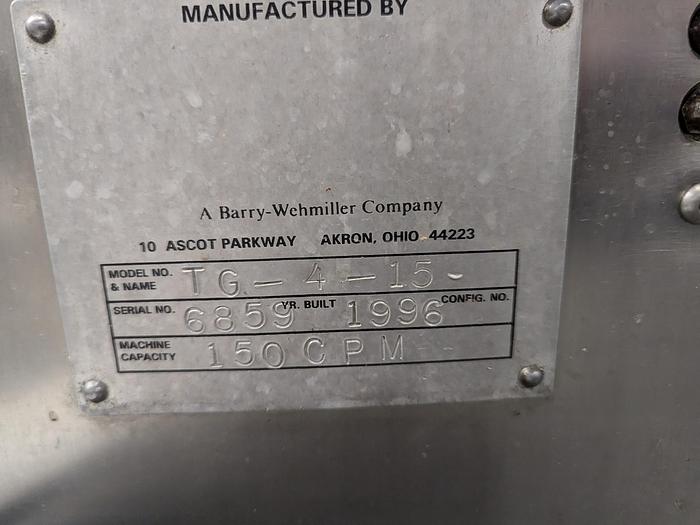 MANUFACTURED BY
A Barry-Wehmiller Company
10 ASCOT PARKWAY AKRON, OHIO 44223
MODEL NO. & NAME TG-4-15-
SERIAL NO. 6859 YR. BUILT 1996 CONFIG. NO.
MACHINE CAPACITY 150 CPM